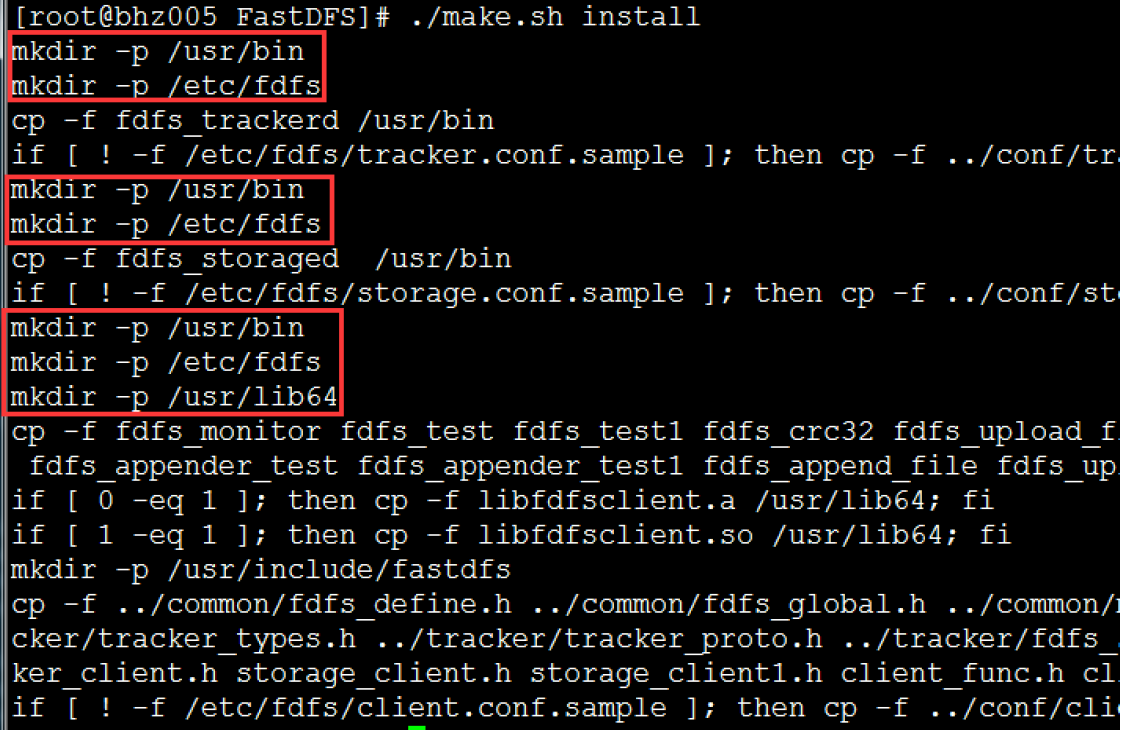 [root@bhz005 FastDFS]# ./make.sh install
mkdir -p /usr/bin
mkdir -p /etc/fdfs
cp -f fdfs_trackerd /usr/bin
if [ ! -f /etc/fdfs/tracker.conf.sample ]; then cp -f ../conf/tra
mkdir -p /usr/bin
mkdir -p /etc/fdfs
cp -f fdfs_storaged  /usr/bin
if [ ! -f /etc/fdfs/storage.conf.sample ]; then cp -f ../conf/sto
mkdir -p /usr/bin
mkdir -p /etc/fdfs
mkdir -p /usr/lib64
cp -f fdfs_monitor fdfs_test fdfs_test1 fdfs_crc32 fdfs_upload_fi
 fdfs_appender_test fdfs_appender_test1 fdfs_append_file fdfs_upl
if [ 0 -eq 1 ]; then cp -f libfdfsclient.a /usr/lib64; fi
if [ 1 -eq 1 ]; then cp -f libfdfsclient.so /usr/lib64; fi
mkdir -p /usr/include/fastdfs
cp -f ../common/fdfs_define.h ../common/fdfs_global.h ../common/
cker/tracker_types.h ../tracker/tracker_proto.h ../tracker/fdfs_
ker_client.h storage_client.h storage_client1.h client_func.h cl
if [ ! -f /etc/fdfs/client.conf.sample ]; then cp -f ../conf/clie